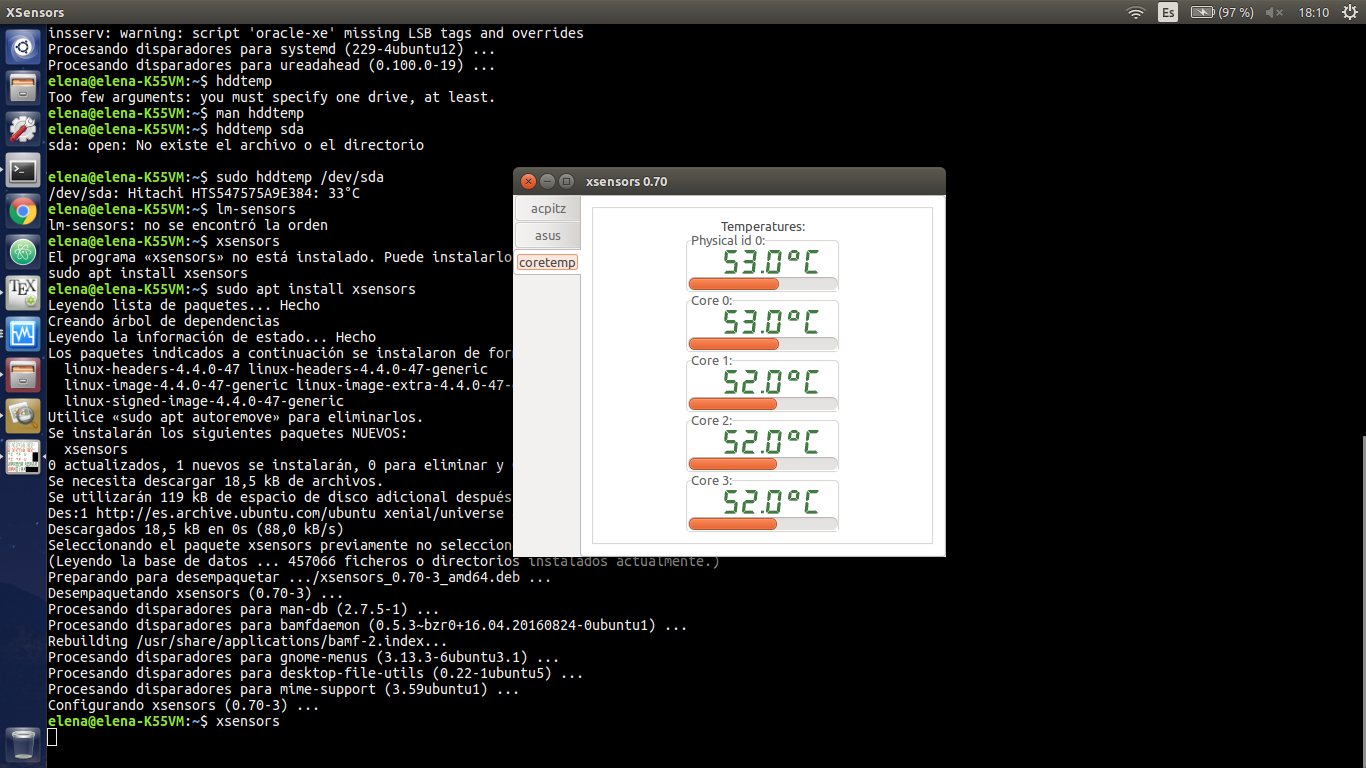 XSensors
Es
(97 %)
18:10
insserv: warning: script 'oracle-xe' missing LSB tags and overrides
Procesando disparadores para systemd (229-4ubuntu12) ...
Procesando disparadores para ureadahead (0.100.0-19) ...
elena@elena-K55VM:~$ hddtemp
Too few arguments: you must specify one drive, at least.
elena@elena-K55VM:~$ man hddtemp
elena@elena-K55VM:~$ hddtemp sda
sda: open: No existe el archivo o el directorio
elena@elena-K55VM:~$ sudo hddtemp /dev/sda
/dev/sda: Hitachi HTS547575A9E384: 33°C
elena@elena-K55VM:~$ lm-sensors
lm-sensors: no se encontró la orden
elena@elena-K55VM:~$ xsensors
El programa «xsensors» no está instalado. Puede instalarlo
sudo apt install xsensors
elena@elena-K55VM:~$ sudo apt install xsensors
Leyendo lista de paquetes... Hecho
Creando árbol de dependencias
Leyendo la información de estado... Hecho
Los paquetes indicados a continuación se instalaron de
linux-headers-4.4.0-47 linux-headers-4.4.0-47-generic
linux-image-4.4.0-47-generic linux-image-extra-4.4.0-47-
linux-signed-image-4.4.0-47-generic
Utilice «sudo apt autoremove» para eliminarlos.
Se instalarán los siguientes paquetes NUEVOS:
xsensors
0 actualizados, 1 nuevos se instalarán, 0 para eliminar y
Se necesita descargar 18,5 kB de archivos.
Se utilizarán 119 kB de espacio de disco adicional después
Des:1 http://es.archive.ubuntu.com/ubuntu xenial/universe
Descargados 18,5 kB en 0s (88,0 kB/s)
Seleccionando el paquete xsensors previamente no seleccion
(Leyendo la base de datos ... 457066 ficheros o directorios instalados actualmente.)
Preparando para desempaquetar .../xsensors_0.70-3_amd64.deb ...
Desempaquetando xsensors (0.70-3) ...
Procesando disparadores para man-db (2.7.5-1) ...
Procesando disparadores para bamfdaemon (0.5.3~bzr0+16.04.20160824-0ubuntu1) ...
Rebuilding /usr/share/applications/bamf-2.index...
Procesando disparadores para gnome-menus (3.13.3-6ubuntu3.1) ...
Procesando disparadores para desktop-file-utils (0.22-1ubuntu5) ...
Procesando disparadores para mime-support (3.59ubuntu1) ...
Configurando xsensors (0.70-3) ...
elena@elena-K55VM:~$ xsensors
xsensors 0.70
acpitz
asus
coretemp
Temperatures:
Physical id 0:
53.0°C
Core 0:
53.0°C
Core 1:
52.0°C
Core 2:
52.0°C
Core 3:
52.0°C
TEX